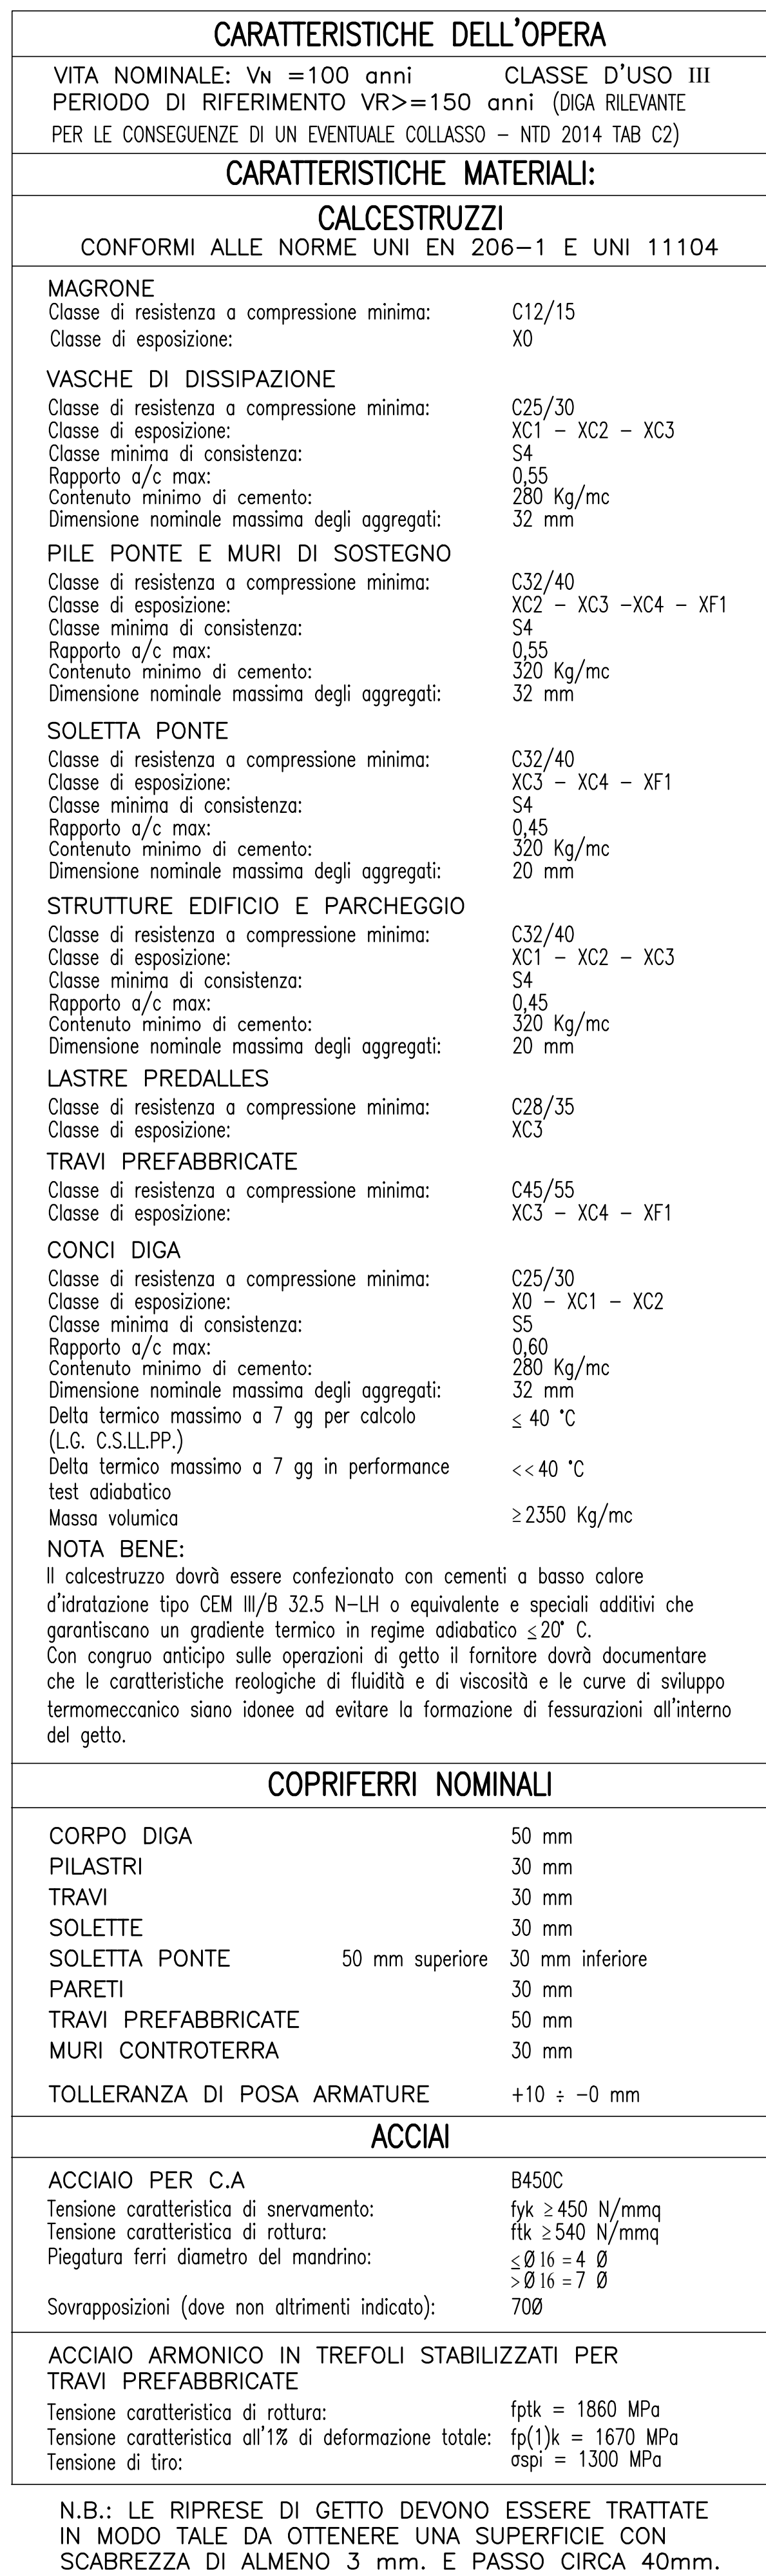 CARATTERISTICHE DELL'OPERA
VITA NOMINALE: VN =100 anni CLASSE D'USO III
PERIODO DI RIFERIMENTO VR>=150 anni (DIGA RILEVANTE
PER LE CONSEGUENZE DI UN EVENTUALE COLLASSO – NTD 2014 TAB C2)
CARATTERISTICHE MATERIALI:
CALCESTRUZZI
CONFORMI ALLE NORME UNI EN 206–1 E UNI 11104
MAGRONE
Classe di resistenza a compressione minima: C12/15
Classe di esposizione: X0
VASCHE DI DISSIPAZIONE
Classe di resistenza a compressione minima: C25/30
Classe di esposizione: XC1 – XC2 – XC3
Classe minima di consistenza: S4
Rapporto a/c max: 0,55
Contenuto minimo di cemento: 280 Kg/mc
Dimensione nominale massima degli aggregati: 32 mm
PILE PONTE E MURI DI SOSTEGNO
Classe di resistenza a compressione minima: C32/40
Classe di esposizione: XC2 – XC3 –XC4 – XF1
Classe minima di consistenza: S4
Rapporto a/c max: 0,55
Contenuto minimo di cemento: 320 Kg/mc
Dimensione nominale massima degli aggregati: 32 mm
SOLETTA PONTE
Classe di resistenza a compressione minima: C32/40
Classe di esposizione: XC3 – XC4 – XF1
Classe minima di consistenza: S4
Rapporto a/c max: 0,45
Contenuto minimo di cemento: 320 Kg/mc
Dimensione nominale massima degli aggregati: 20 mm
STRUTTURE EDIFICIO E PARCHEGGIO
Classe di resistenza a compressione minima: C32/40
Classe di esposizione: XC1 – XC2 – XC3
Classe minima di consistenza: S4
Rapporto a/c max: 0,45
Contenuto minimo di cemento: 320 Kg/mc
Dimensione nominale massima degli aggregati: 20 mm
LASTRE PREDALLES
Classe di resistenza a compressione minima: C28/35
Classe di esposizione: XC3
TRAVI PREFABBRICATE
Classe di resistenza a compressione minima: C45/55
Classe di esposizione: XC3 – XC4 – XF1
CONCI DIGA
Classe di resistenza a compressione minima: C25/30
Classe di esposizione: X0 – XC1 – XC2
Classe minima di consistenza: S5
Rapporto a/c max: 0,60
Contenuto minimo di cemento: 280 Kg/mc
Dimensione nominale massima degli aggregati: 32 mm
Delta termico massimo a 7 gg per calcolo ≤ 40 °C
(L.G. C.S.LL.PP.)
Delta termico massimo a 7 gg in performance <<40 °C
test adiabatico
Massa volumica ≥2350 Kg/mc
NOTA BENE:
Il calcestruzzo dovrà essere confezionato con cementi a basso calore
d'idratazione tipo CEM III/B 32.5 N–LH o equivalente e speciali additivi che
garantiscano un gradiente termico in regime adiabatico ≤20° C.
Con congruo anticipo sulle operazioni di getto il fornitore dovrà documentare
che le caratteristiche reologiche di fluidità e di viscosità e le curve di sviluppo
termomeccanico siano idonee ad evitare la formazione di fessurazioni all'interno
del getto.
COPRIFERRI NOMINALI
CORPO DIGA 50 mm
PILASTRI 30 mm
TRAVI 30 mm
SOLETTE 30 mm
SOLETTA PONTE 50 mm superiore 30 mm inferiore
PARETI 30 mm
TRAVI PREFABBRICATE 50 mm
MURI CONTROTERRA 30 mm
TOLLERANZA DI POSA ARMATURE +10 ÷ –0 mm
ACCIAI
ACCIAIO PER C.A B450C
Tensione caratteristica di snervamento: fyk ≥450 N/mmq
Tensione caratteristica di rottura: ftk ≥540 N/mmq
Piegatura ferri diametro del mandrino: ≤Ø16 =4 Ø
>Ø16 =7 Ø
Sovrapposizioni (dove non altrimenti indicato): 70Ø
ACCIAIO ARMONICO IN TREFOLI STABILIZZATI PER
TRAVI PREFABBRICATE
Tensione caratteristica di rottura: fptk = 1860 MPa
Tensione caratteristica all'1% di deformazione totale: fp(1)k = 1670 MPa
Tensione di tiro: σspi = 1300 MPa
N.B.: LE RIPRESE DI GETTO DEVONO ESSERE TRATTATE
IN MODO TALE DA OTTENERE UNA SUPERFICIE CON
SCABREZZA DI ALMENO 3 mm. E PASSO CIRCA 40mm.